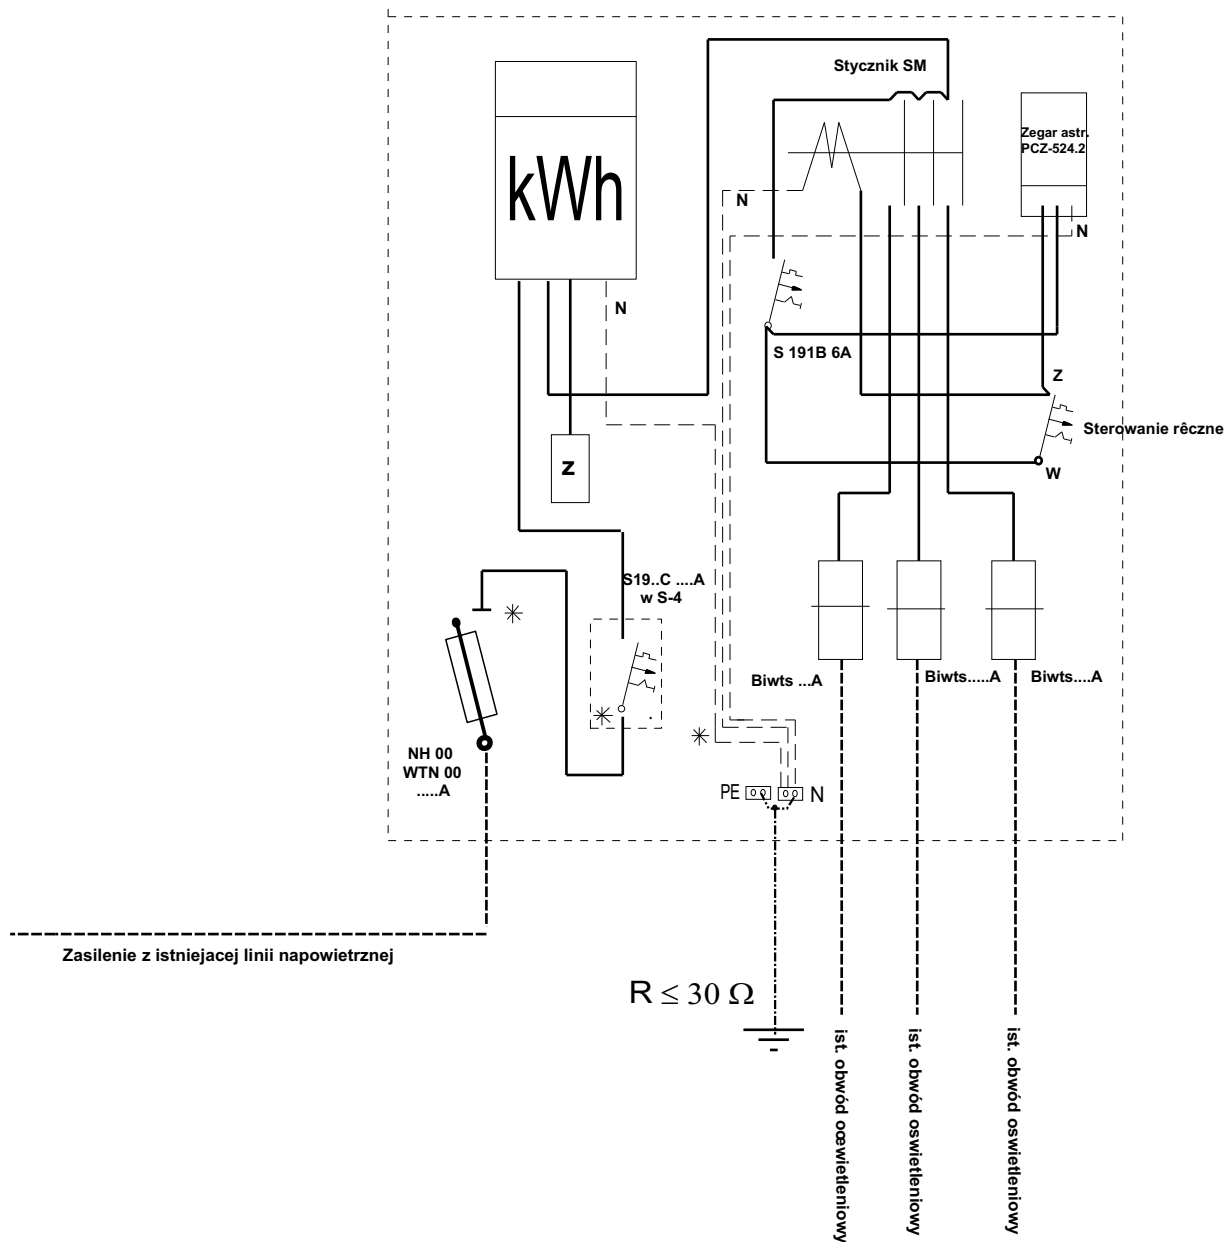 Stycznik SM
Zegar astr.
PCZ-524.2
kWh
N
N
N
S 191B 6A
Z
Sterowanie rêczne
W
z
S19..C ....A
w S-4
Biwts ...A
Biwts.....A
Biwts....A
NH 00
WTN 00
.....A
PE
N
Zasilenie z istniejacej linii napowietrznej
R ≤ 30 Ω
ist. obwód oœwietleniowy
ist. obwód oswietleniowy
ist. obwód oswietleniowy